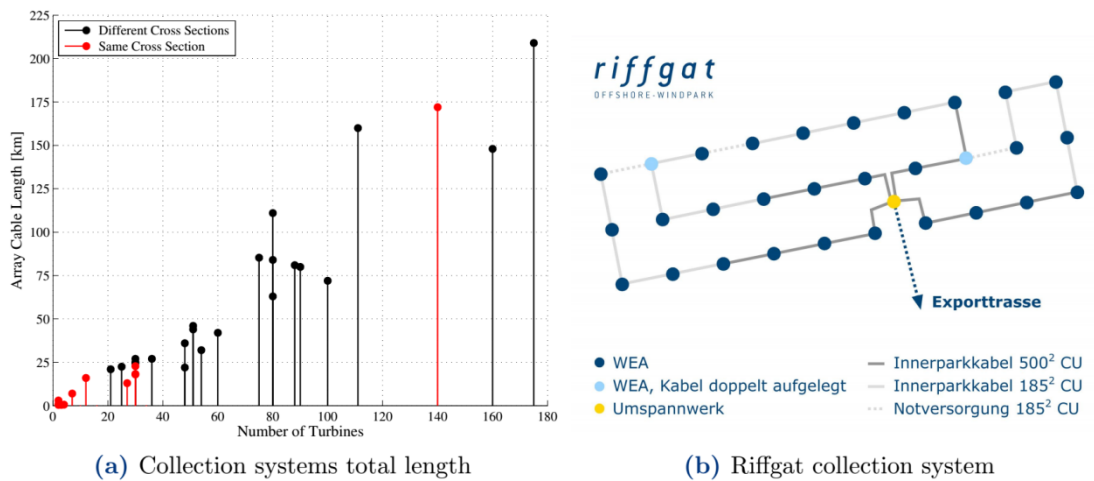 225
200
175
150
125
100
75
50
25
0
0
20
40
60
80
100
120
140
160
180
Array Cable Length [km]
Number of Turbines
Different Cross Sections
Same Cross Section
(a) Collection systems total length
riffgat
OFFSHORE-WINDPARK
Exporttrasse
WEA
WEA, Kabel doppelt aufgelegt
Umspannwerk
Innerparkkabel 500² CU
Innerparkkabel 185² CU
Notversorgung 185² CU
(b) Riffgat collection system